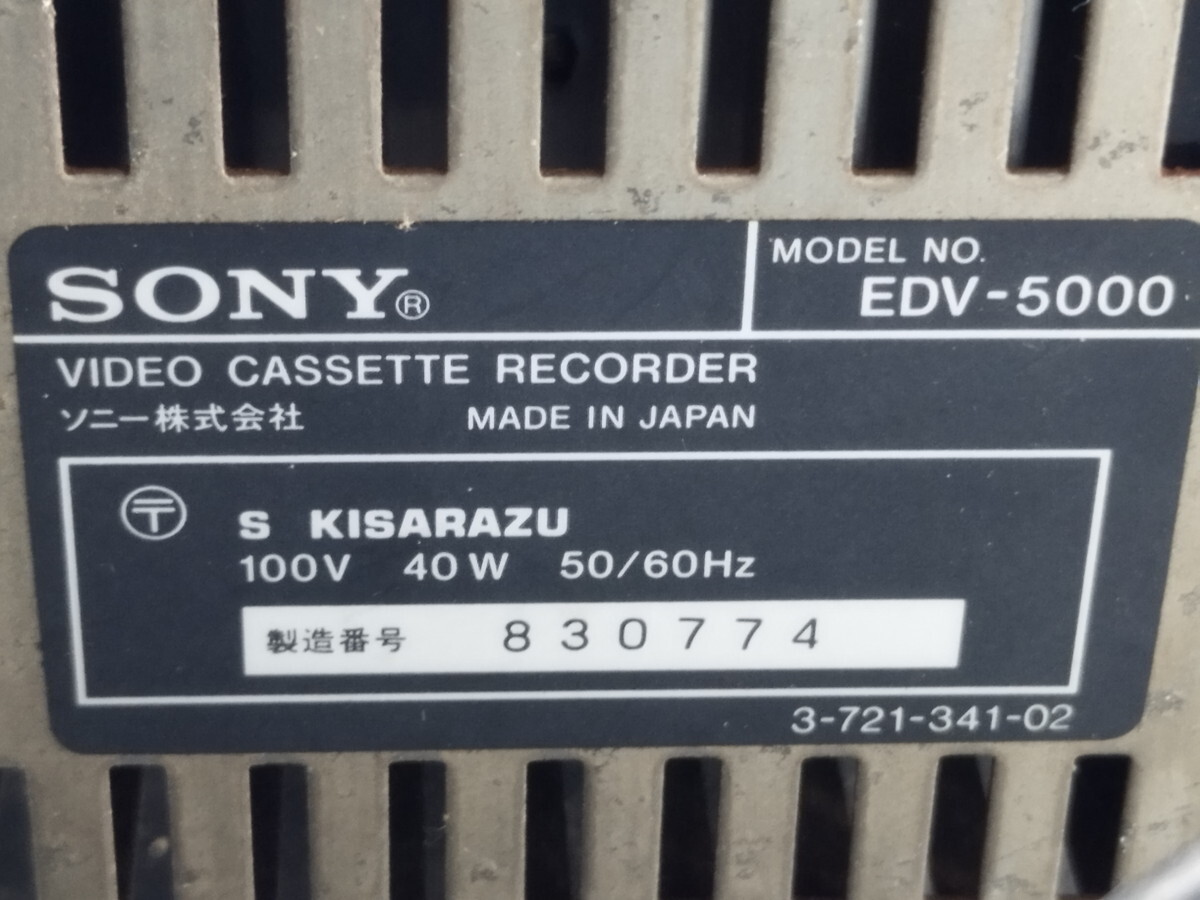 SONY®
MODEL NO.
EDV-5000
VIDEO CASSETTE RECORDER
ソニー株式会社 MADE IN JAPAN
〶 S KISARAZU
100V 40W 50/60Hz
製造番号 830774
3-721-341-02